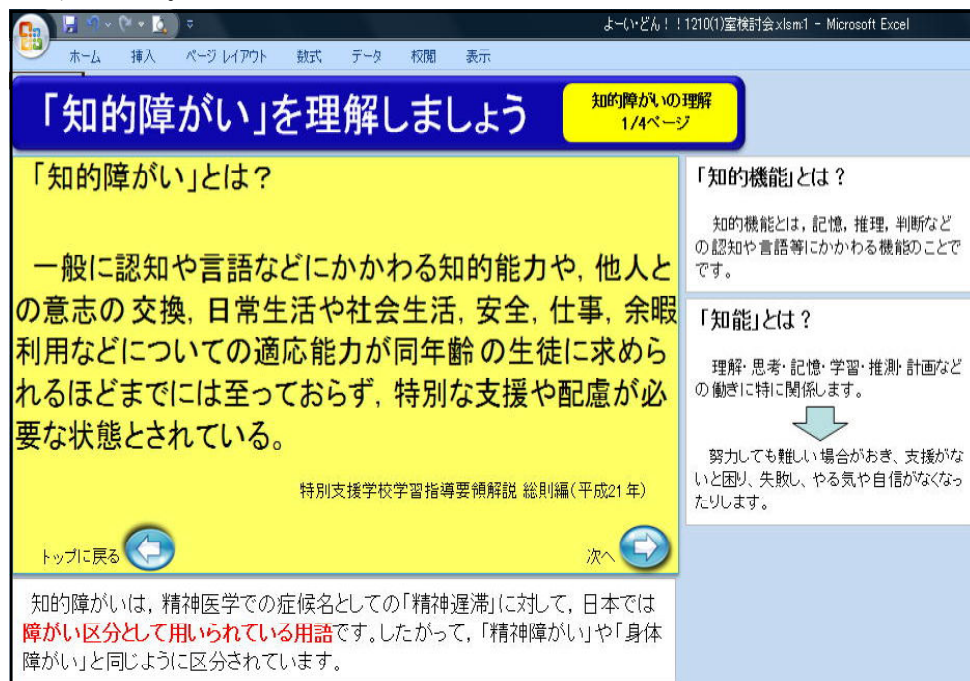 よーい・どん！！1210(1)室検討会.xlsm:1 - Microsoft Excel
ホーム 挿入 ページ レイアウト 数式 データ 校閲 表示
「知的障がい」を理解しましょう
知的障がいの理解
1/4ページ
「知的障がい」とは？
一般に認知や言語などにかかわる知的能力や，他人と
の意志の交換，日常生活や社会生活，安全，仕事，余暇
利用などについての適応能力が同年齢の生徒に求めら
れるほどまでには至っておらず，特別な支援や配慮が必
要な状態とされている。
特別支援学校学習指導要領解説 総則編（平成21年）
トップに戻る
次へ
「知的機能」とは？
知的機能とは，記憶，推理，判断など
の認知や言語等にかかわる機能のことで
です。
「知能」とは？
理解・思考・記憶・学習・推測・計画など
の働きに特に関係します。
努力しても難しい場合がおき、支援がな
いと困り、失敗し、やる気や自信がなくなっ
たりします。
知的障がいは，精神医学での症候名としての「精神遅滞」に対して，日本では
障がい区分として用いられている用語です。したがって，「精神障がい」や「身体
障がい」と同じように区分されています。